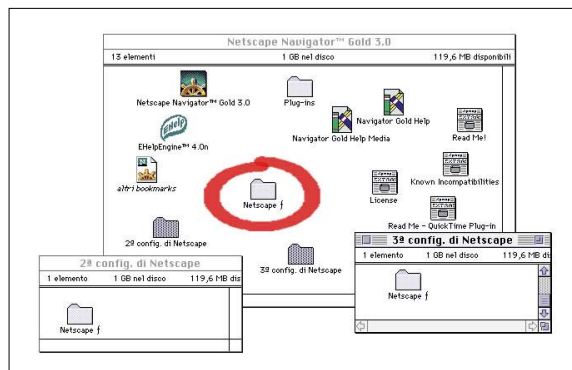 Netscape Navigator™ Gold 3.0
13 elementi 1 GB nel disco 119,6 MB disponibili
Netscape Navigator™ Gold 3.0
Plug-ins
Navigator Gold Help
Navigator Gold Help Media
Read Me!
EHelpEngine™ 4.0n
altri bookmarks
Netscape ƒ
License
Known Incompatibilities
Read Me - QuickTime Plug-in
2ª config. di Netscape
3ª config. di Netscape
2ª config. di Netscape
1 elemento 1 GB nel disco 119,6 MB dis
Netscape ƒ
3ª config. di Netscape
1 elemento 1 GB nel disco 119,6 MB di
Netscape ƒ